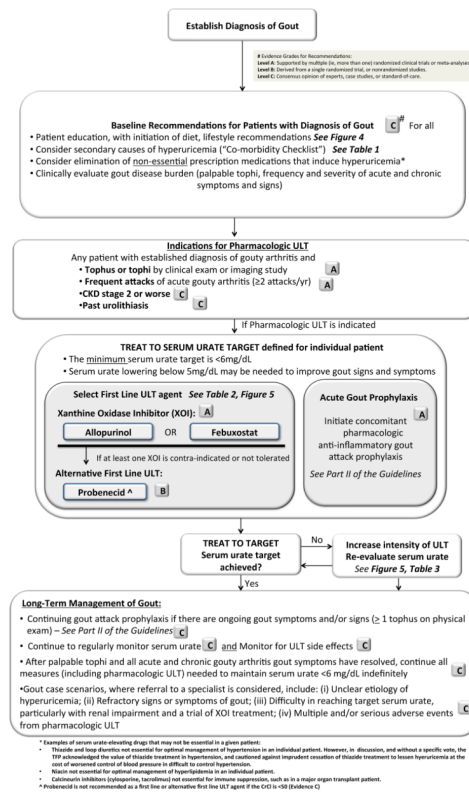 Establish Diagnosis of Gout
# Evidence Grades for Recommendations:
Level A: Supported by multiple (ie, more than one) randomized clinical trials or meta-analyses
Level B: Derived from a single randomized trial, or nonrandomized studies.
Level C: Consensus opinion of experts, case studies, or standard-of-care.
Baseline Recommendations for Patients with Diagnosis of Gout C # For all
• Patient education, with initiation of diet, lifestyle recommendations See Figure 4
• Consider secondary causes of hyperuricemia ("Co-morbidity Checklist") See Table 1
• Consider elimination of non-essential prescription medications that induce hyperuricemia*
• Clinically evaluate gout disease burden (palpable tophi, frequency and severity of acute and chronic
symptoms and signs)
Indications for Pharmacologic ULT
Any patient with established diagnosis of gouty arthritis and
• Tophus or tophi by clinical exam or imaging study A
• Frequent attacks of acute gouty arthritis (≥2 attacks/yr) A
•CKD stage 2 or worse C
•Past urolithiasis C
If Pharmacologic ULT is indicated
TREAT TO SERUM URATE TARGET defined for individual patient
• The minimum serum urate target is <6mg/dL
• Serum urate lowering below 5mg/dL may be needed to improve gout signs and symptoms
Select First Line ULT agent See Table 2, Figure 5
Xanthine Oxidase Inhibitor (XOI): A
Allopurinol OR Febuxostat
If at least one XOI is contra-indicated or not tolerated
Alternative First Line ULT:
Probenecid ^ B
Acute Gout Prophylaxis
A
Initiate concomitant
pharmacologic
anti-inflammatory gout
attack prophylaxis
See Part II of the Guidelines
TREAT TO TARGET
Serum urate target
achieved?
No
Increase intensity of ULT
Re-evaluate serum urate
See Figure 5, Table 3
Yes
Long-Term Management of Gout:
• Continuing gout attack prophylaxis if there are ongoing gout symptoms and/or signs (≥ 1 tophus on physical
exam) – See Part II of the Guidelines C
• Continue to regularly monitor serum urate C and Monitor for ULT side effects C
• After palpable tophi and all acute and chronic gouty arthritis gout symptoms have resolved, continue all
measures (including pharmacologic ULT) needed to maintain serum urate <6 mg/dL indefinitely C
•Gout case scenarios, where referral to a specialist is considered, include: (i) Unclear etiology of
hyperuricemia; (ii) Refractory signs or symptoms of gout; (iii) Difficulty in reaching target serum urate,
particularly with renal impairment and a trial of XOI treatment; (iv) Multiple and/or serious adverse events
from pharmacologic ULT C
* Examples of serum urate-elevating drugs that may not be essential in a given patient:
• Thiazide and loop diuretics not essential for optimal management of hypertension in an individual patient. However, in discussion, and without a specific vote, the
TFP acknowledged the value of thiazide treatment in hypertension, and cautioned against imprudent cessation of thiazide treatment in gouty hyperuricemia at the
cost of worsened control of blood pressure in difficult to control hypertension.
• Niacin not essential for optimal management of hyperlipidemia in an individual patient.
• Calcineurin inhibitors (cylosporine, tacrolimus) not essential for immune suppression, such as in a major organ transplant patient.
^ Probenecid is not recommended as a first line or alternative first line ULT agent if the CrCl is <50 (Evidence C)